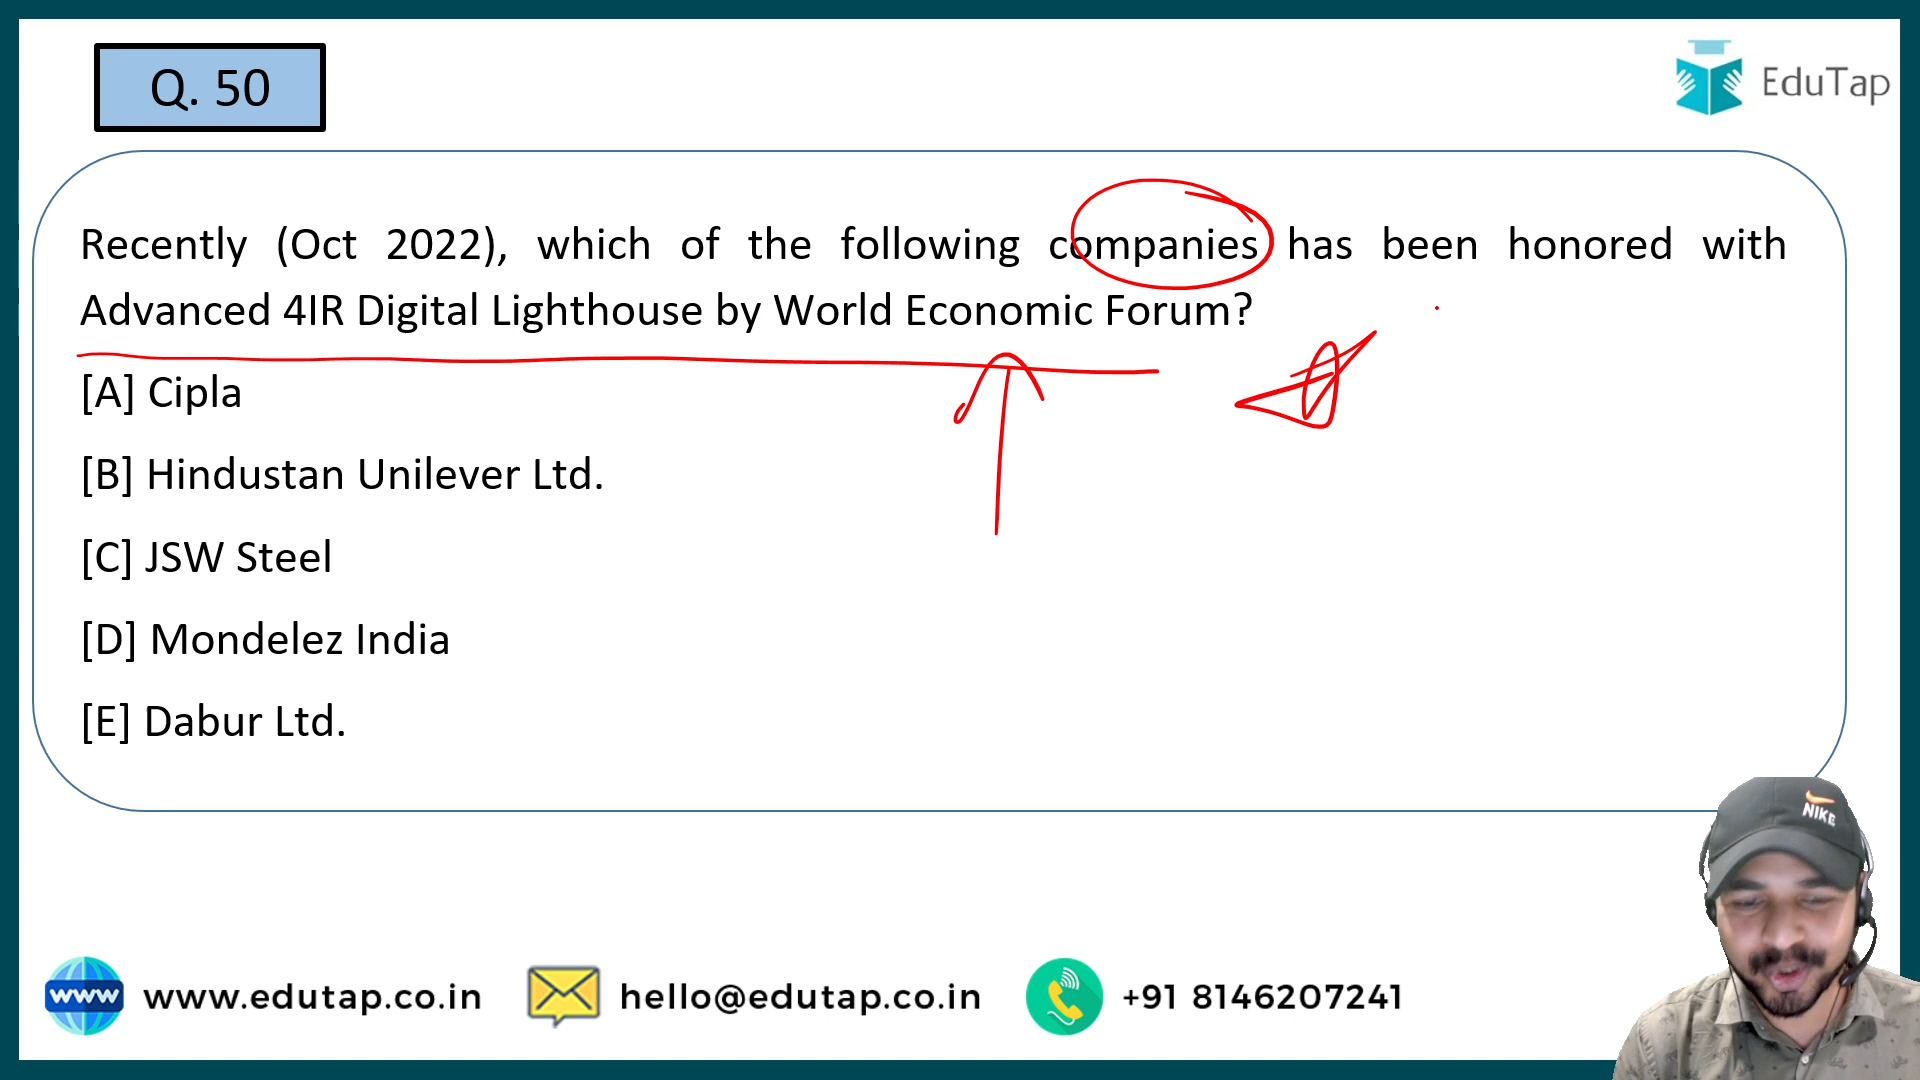 Q. 50
EduTap
Recently (Oct 2022), which of the following companies has been honored with
Advanced 4IR Digital Lighthouse by World Economic Forum?
[A] Cipla
[B] Hindustan Unilever Ltd.
[C] JSW Steel
[D] Mondelez India
[E] Dabur Ltd.
NIKE
www www.edutap.co.in hello@edutap.co.in +91 8146207241